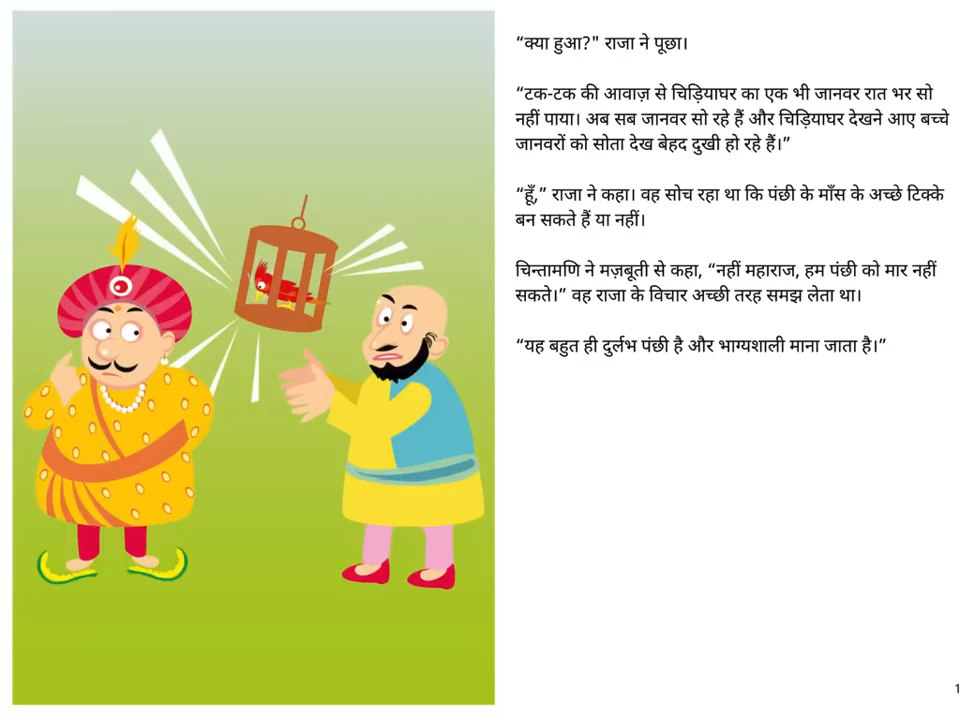 “क्या हुआ?" राजा ने पूछा।
“टक-टक की आवाज़ से चिड़ियाघर का एक भी जानवर रात भर सो
नहीं पाया। अब सब जानवर सो रहे हैं और चिड़ियाघर देखने आए बच्चे
जानवरों को सोता देख बेहद दुखी हो रहे हैं।”
“हूँ,” राजा ने कहा। वह सोच रहा था कि पंछी के माँस के अच्छे टिक्के
बन सकते हैं या नहीं।
चिन्तामणि ने मज़बूती से कहा, “नहीं महाराज, हम पंछी को मार नहीं
सकते।” वह राजा के विचार अच्छी तरह समझ लेता था।
“यह बहुत ही दुर्लभ पंछी है और भाग्यशाली माना जाता है।”
1